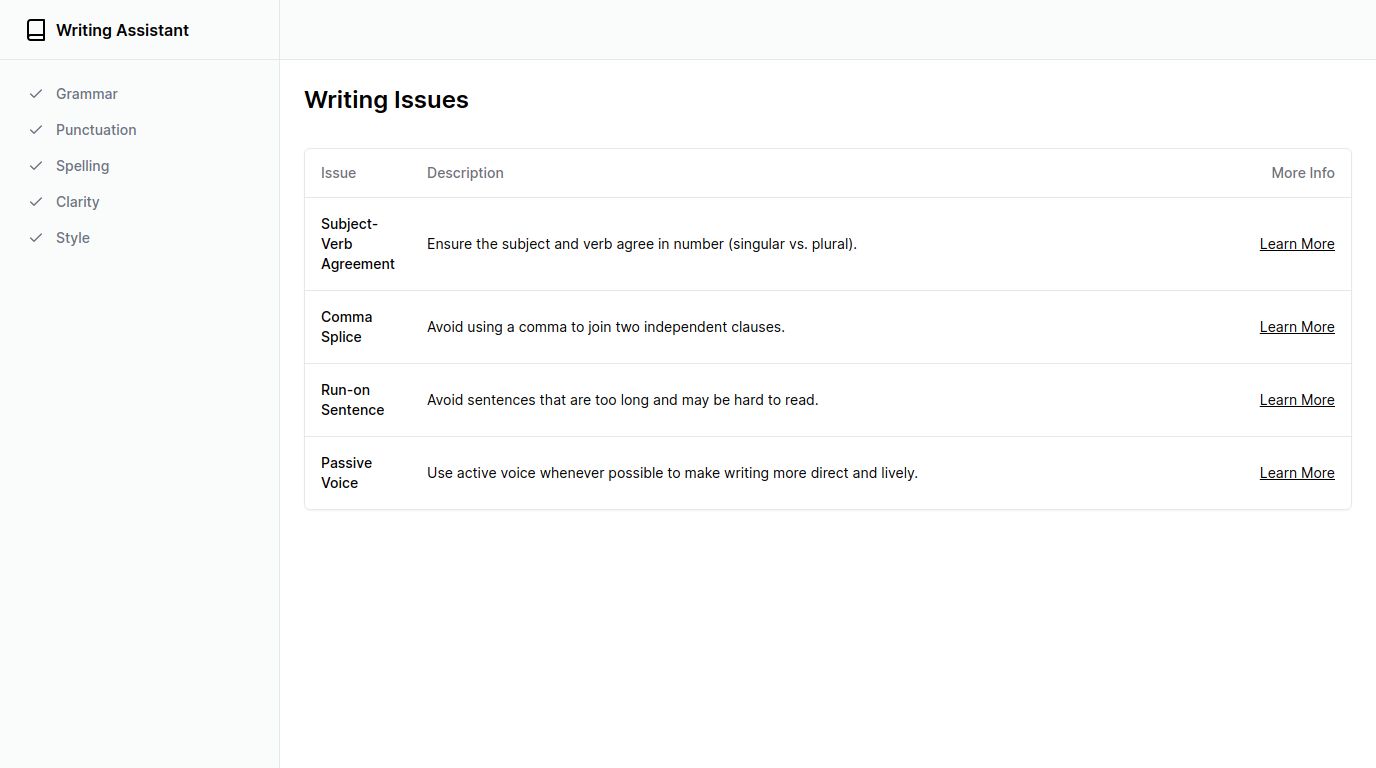 Writing Assistant
Grammar
Punctuation
Spelling
Clarity
Style
Writing Issues
Issue Description More Info
Subject-
Verb
Agreement
Ensure the subject and verb agree in number (singular vs. plural).
Learn More
Comma
Splice
Avoid using a comma to join two independent clauses.
Learn More
Run-on
Sentence
Avoid sentences that are too long and may be hard to read.
Learn More
Passive
Voice
Use active voice whenever possible to make writing more direct and lively.
Learn More